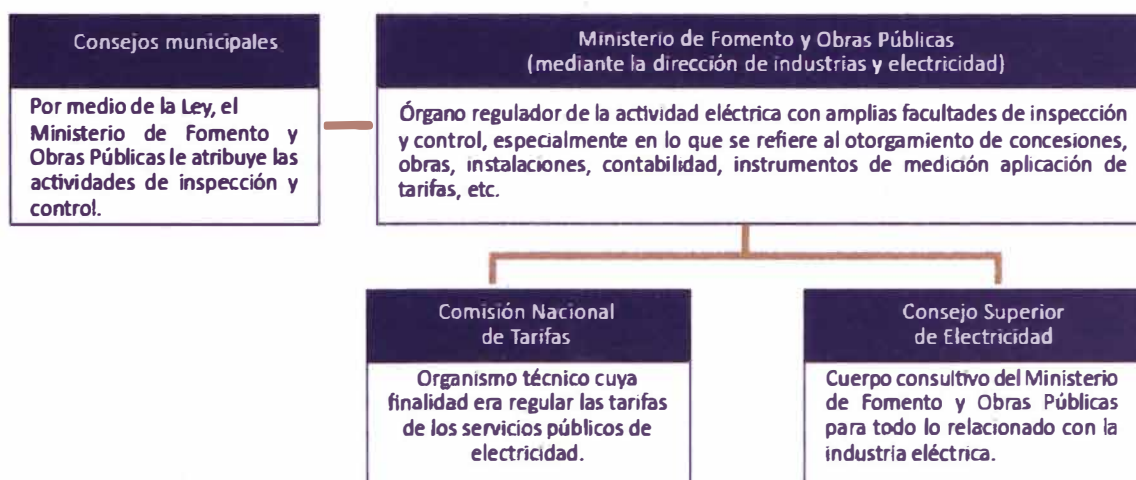 Consejos municipales
Por medio de la Ley, el
Ministerio de Fomento y
Obras Públicas le atribuye las
actividades de inspección y
control.
Ministerio de Fomento y Obras Públicas
(mediante la dirección de industrias y electricidad)
Órgano regulador de la actividad eléctrica con amplias facultades de inspección
y control, especialmente en lo que se refiere al otorgamiento de concesiones,
obras, instalaciones, contabilidad, instrumentos de medición aplicación de
tarifas, etc.
Comisión Nacional
de Tarifas
Organismo técnico cuya
finalidad era regular las tarifas
de los servicios públicos de
electricidad.
Consejo Superior
de Electricidad
Cuerpo consultivo del Ministerio
de Fomento y Obras Públicas
para todo lo relacionado con la
industria eléctrica.